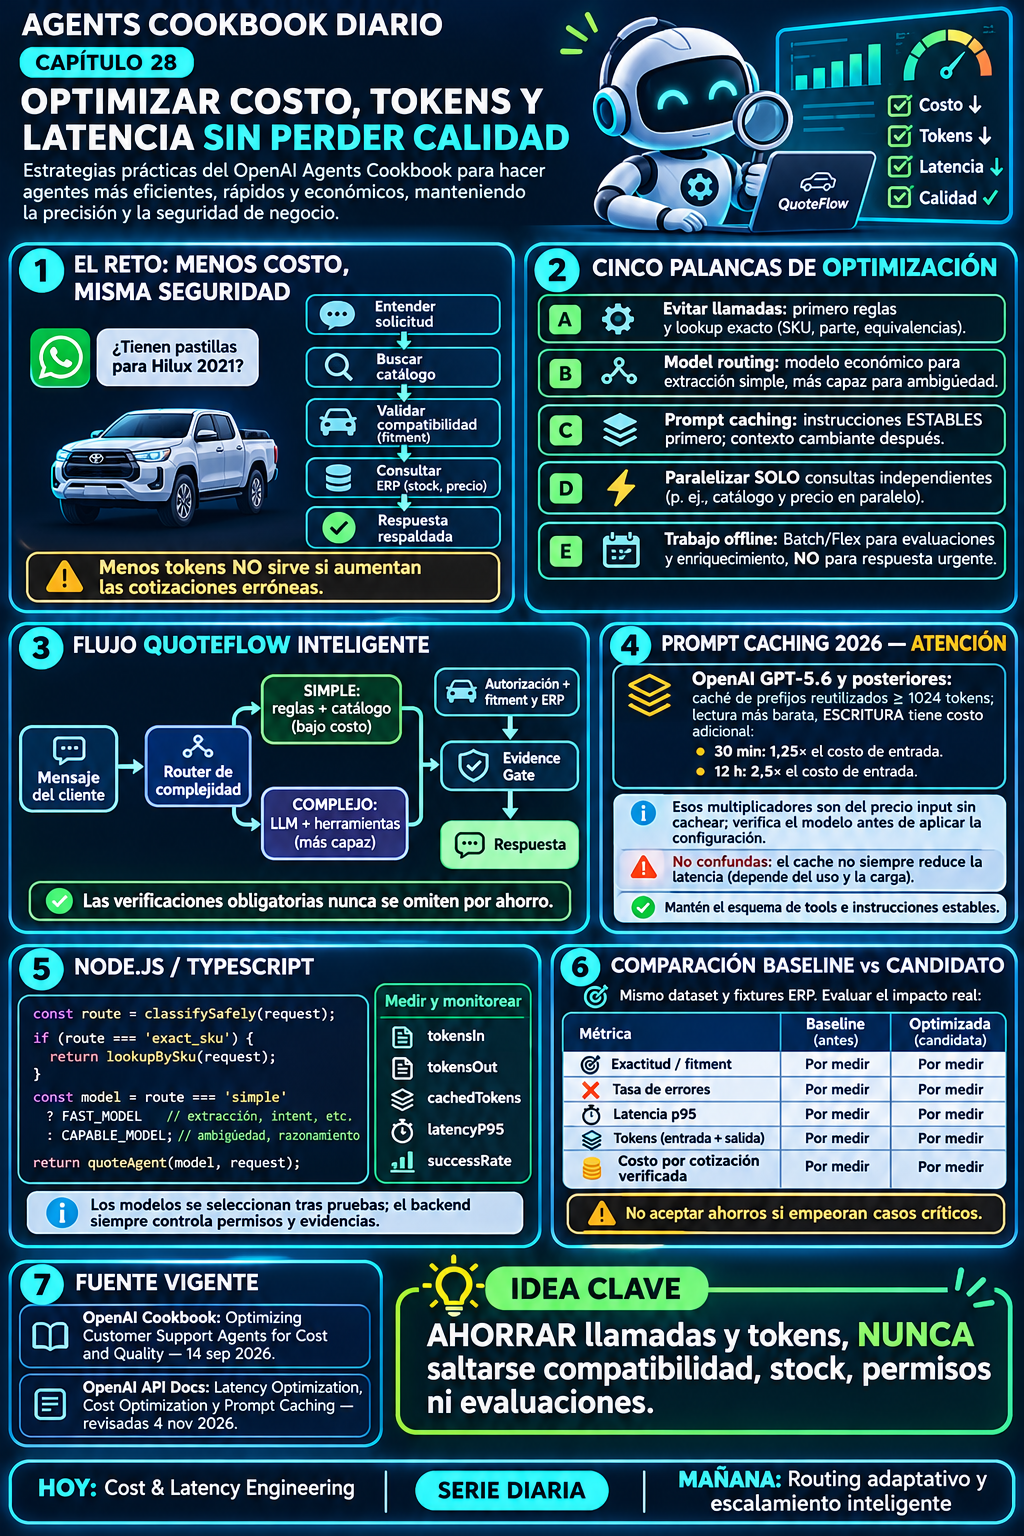 AGENTS COOKBOOK DIARIO
CAPÍTULO 28
OPTIMIZAR COSTO, TOKENS Y
LATENCIA SIN PERDER CALIDAD
Estrategias prácticas del OpenAI Agents Cookbook para hacer
agentes más eficientes, rápidos y económicos, manteniendo
la precisión y la seguridad de negocio.
Costo ↓
Tokens ↓
Latencia ↓
Calidad ✓
QuoteFlow
1 EL RETO: MENOS COSTO,
MISMA SEGURIDAD
¿Tienen pastillas
para Hilux 2021?
Entender
solicitud
Buscar
catálogo
Validar
compatibilidad
(fitment)
Consultar
ERP (stock, precio)
Respuesta
respaldada
Menos tokens NO sirve si aumentan
las cotizaciones erróneas.
2 CINCO PALANCAS DE OPTIMIZACIÓN
A Evitar llamadas: primero reglas
y lookup exacto (SKU, parte, equivalencias).
B Model routing: modelo económico para
extracción simple, más capaz para ambigüedad.
C Prompt caching: instrucciones ESTABLES
primero; contexto cambiante después.
D Paralelizar SOLO consultas independientes
(p. ej., catálogo y precio en paralelo).
E Trabajo offline: Batch/Flex para evaluaciones
y enriquecimiento, NO para respuesta urgente.
3 FLUJO QUOTEFLOW INTELIGENTE
Mensaje
del cliente
Router de
complejidad
SIMPLE:
reglas + catálogo
(bajo costo)
COMPLEJO:
LLM + herramientas
(más capaz)
Autorización +
fitment y ERP
Evidence
Gate
Respuesta
Las verificaciones obligatorias nunca se omiten por ahorro.
4 PROMPT CACHING 2026 — ATENCIÓN
OpenAI GPT-5.6 y posteriores:
caché de prefijos reutilizados ≥ 1024 tokens;
lectura más barata, ESCRITURA tiene costo
adicional:
• 30 min: 1,25× el costo de entrada.
• 12 h: 2,5× el costo de entrada.
Esos multiplicadores son del precio input sin
cachear; verifica el modelo antes de aplicar la
configuración.
No confundas: el cache no siempre reduce la
latencia (depende del uso y la carga).
Mantén el esquema de tools e instrucciones estables.
5 NODE.JS / TYPESCRIPT
const route = classifySafely(request);
if (route === 'exact_sku') {
return lookupBySku(request);
}
const model = route === 'simple'
? FAST_MODEL // extracción, intent, etc.
: CAPABLE_MODEL; // ambigüedad, razonamiento
return quoteAgent(model, request);
Medir y monitorear
tokensIn
tokensOut
cachedTokens
latencyP95
successRate
Los modelos se seleccionan tras pruebas; el backend
siempre controla permisos y evidencias.
6 COMPARACIÓN BASELINE vs CANDIDATO
Mismo dataset y fixtures ERP. Evaluar el impacto real:
Métrica Baseline (antes) Optimizada (candidata)
Exactitud / fitment Por medir Por medir
Tasa de errores Por medir Por medir
Latencia p95 Por medir Por medir
Tokens (entrada + salida) Por medir Por medir
Costo por cotización verificada Por medir Por medir
No aceptar ahorros si empeoran casos críticos.
7 FUENTE VIGENTE
OpenAI Cookbook: Optimizing
Customer Support Agents for Cost
and Quality — 14 sep 2026.
OpenAI API Docs: Latency Optimization,
Cost Optimization y Prompt Caching —
revisadas 4 nov 2026.
IDEA CLAVE
AHORRAR llamadas y tokens, NUNCA
saltarse compatibilidad, stock, permisos
ni evaluaciones.
HOY: Cost & Latency Engineering
SERIE DIARIA
MAÑANA: Routing adaptativo y
escalamiento inteligente